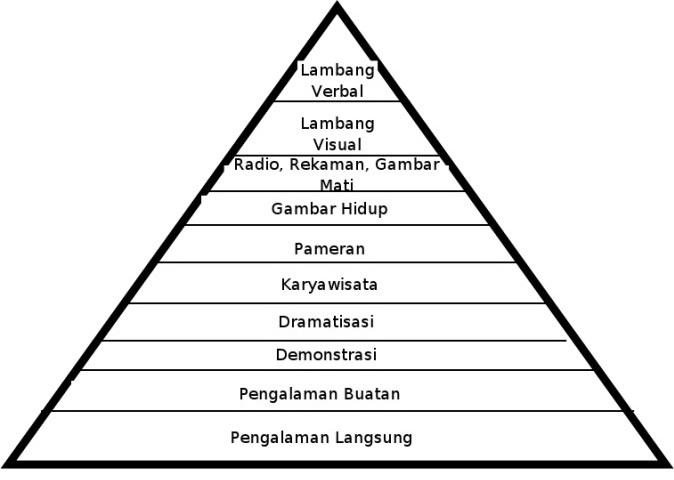 Lambang
Verbal
Lambang
Visual
Radio, Rekaman, Gambar
Mati
Gambar Hidup
Pameran
Karyawisata
Dramatisasi
Demonstrasi
Pengalaman Buatan
Pengalaman Langsung